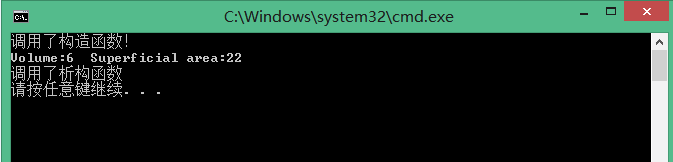 C:\Windows\system32\cmd.exe
调用了构造函数!
Volume:6  Superficial area:22
调用了析构函数
请按任意键继续. . .